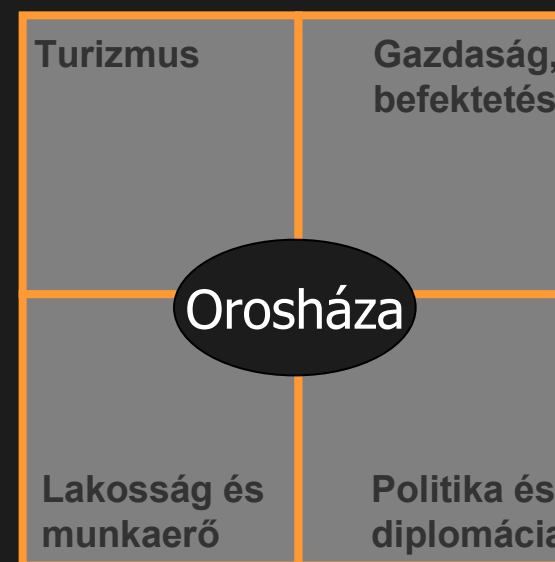 Turizmus
Gazdaság,
befektetés
Orosháza
Lakosság és
munkaerő
Politika és
diplomácia